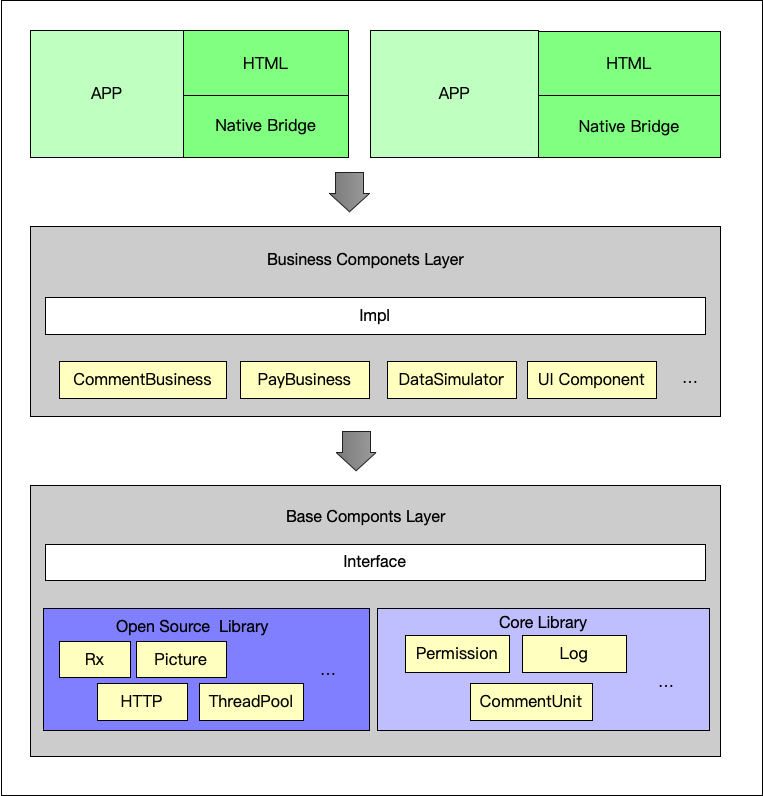 APP
HTML
Native Bridge
APP
HTML
Native Bridge
Business Componets Layer
Impl
CommentBusiness
PayBusiness
DataSimulator
UI Component
...
Base Componts Layer
Interface
Open Source  Library
Rx
Picture
...
HTTP
ThreadPool
Core Library
Permission
Log
...
CommentUnit